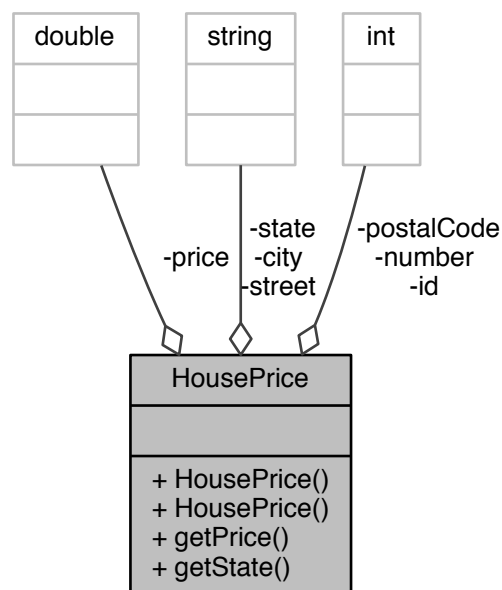 double
string
int
-price
-state
-city
-street
-postalCode
-number
-id
HousePrice
+ HousePrice()
+ HousePrice()
+ getPrice()
+ getState()